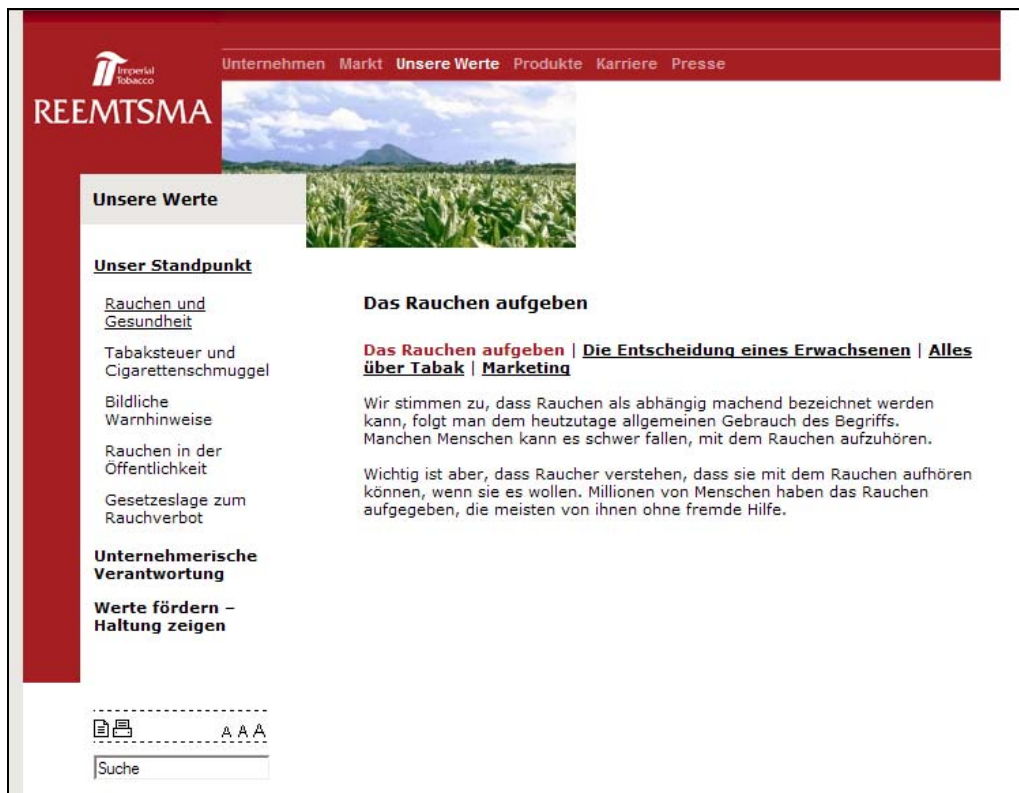 Imperial
Tobacco
REEMTSMA
Unternehmen Markt Unsere Werte Produkte Karriere Presse
Unsere Werte
Unser Standpunkt
Rauchen und
Gesundheit
Tabaksteuer und
Cigarettenschmuggel
Bildliche
Warnhinweise
Rauchen in der
Öffentlichkeit
Gesetzeslage zum
Rauchverbot
Unternehmerische
Verantwortung
Werte fördern –
Haltung zeigen
A A A
Suche
Das Rauchen aufgeben
Das Rauchen aufgeben | Die Entscheidung eines Erwachsenen | Alles
über Tabak | Marketing
Wir stimmen zu, dass Rauchen als abhängig machend bezeichnet werden
kann, folgt man dem heutzutage allgemeinen Gebrauch des Begriffs.
Manchen Menschen kann es schwer fallen, mit dem Rauchen aufzuhören.
Wichtig ist aber, dass Raucher verstehen, dass sie mit dem Rauchen aufhören
können, wenn sie es wollen. Millionen von Menschen haben das Rauchen
aufgegeben, die meisten von ihnen ohne fremde Hilfe.